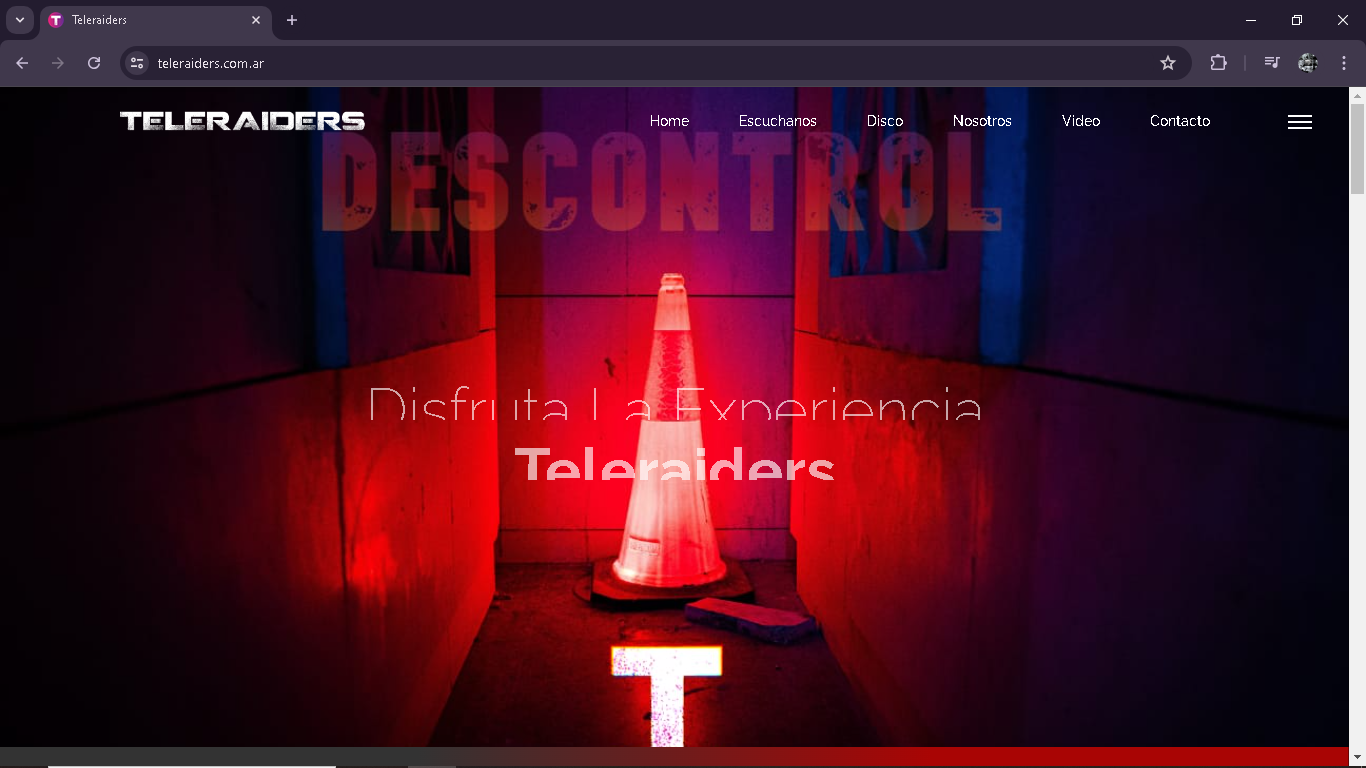 Teleraiders
teleraiders.com.ar
TELERAIDERS
Home Escuchanos Disco Nosotros Video Contacto
DESCONTROL
Disfruta La Experiencia
Teleraiders
T